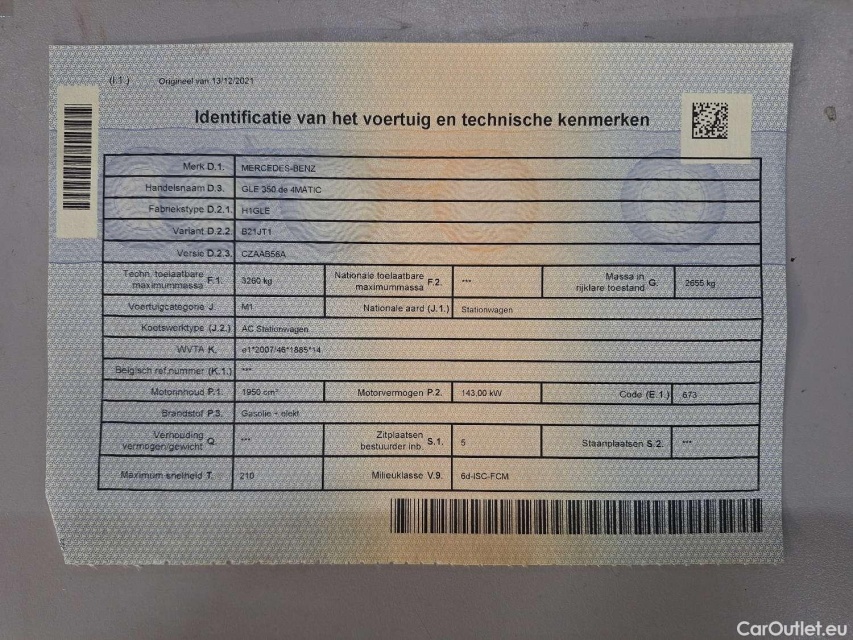 (I.1.) Origineel van 13/12/2021
Identificatie van het voertuig en technische kenmerken
Merk D.1. MERCEDES-BENZ
Handelsnaam D.3. GLE 350 de 4MATIC
Fabriekstype D.2.1. H1GLE
Variant D.2.2. B21JT1
Versie D.2.3. CZAAB56A
Techn. toelaatbare maximummassa F.1. 3260 kg Nationale toelaatbare maximummassa F.2. *** Massa in rijklare toestand G. 2655 kg
Voertuigcategorie J. M1 Nationale aard (J.1.) Stationwagen
Koetswerktype (J.2.) AC Stationwagen
WVTA K. e1*2007/46*1885*14
Belgisch ref.nummer (K.1.) ***
Motorinhoud P.1. 1950 cm³ Motorvermogen P.2. 143,00 kW Code (E.1.) 673
Brandstof P.3. Gasolie + elekt
Verhouding vermogen/gewicht Q. *** Zitplaatsen bestuurder inb. S.1. 5 Staanplaatsen S.2. ***
Maximum snelheid T. 210 Milieuklasse V.9. 6d-ISC-FCM
CarOutlet.eu